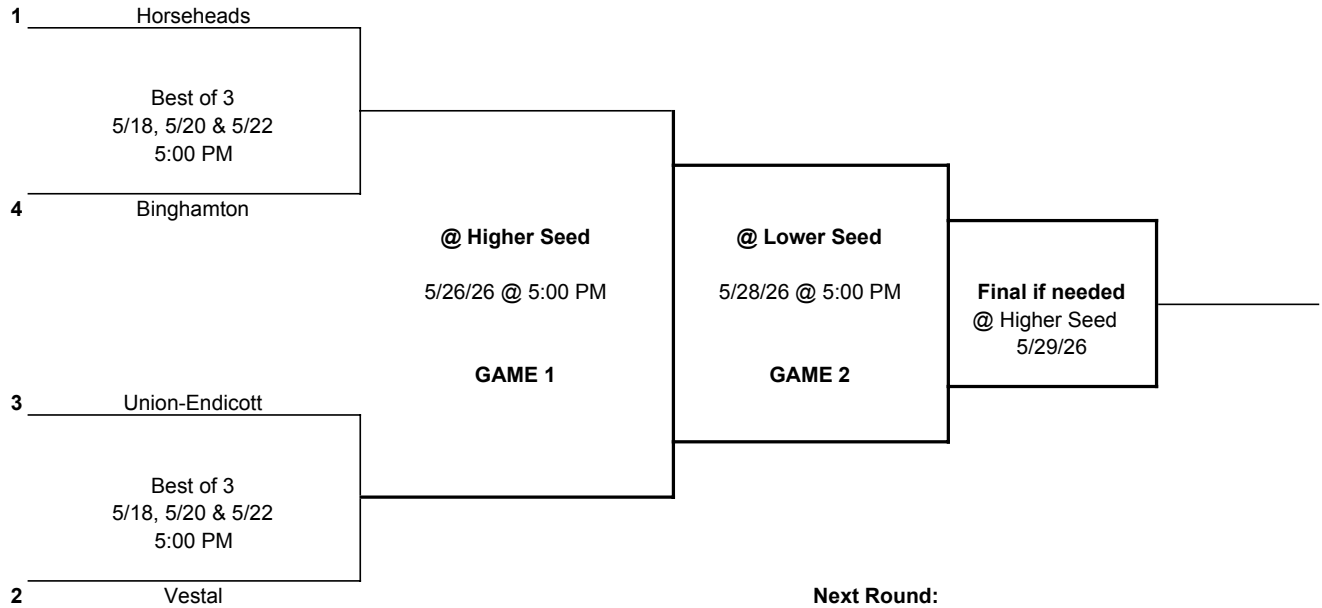 1 Horseheads
Best of 3
5/18, 5/20 & 5/22
5:00 PM
4 Binghamton
@ Higher Seed
5/26/26 @ 5:00 PM
GAME 1
@ Lower Seed
5/28/26 @ 5:00 PM
GAME 2
Final if needed
@ Higher Seed
5/29/26
3 Union-Endicott
Best of 3
5/18, 5/20 & 5/22
5:00 PM
2 Vestal
Next Round: